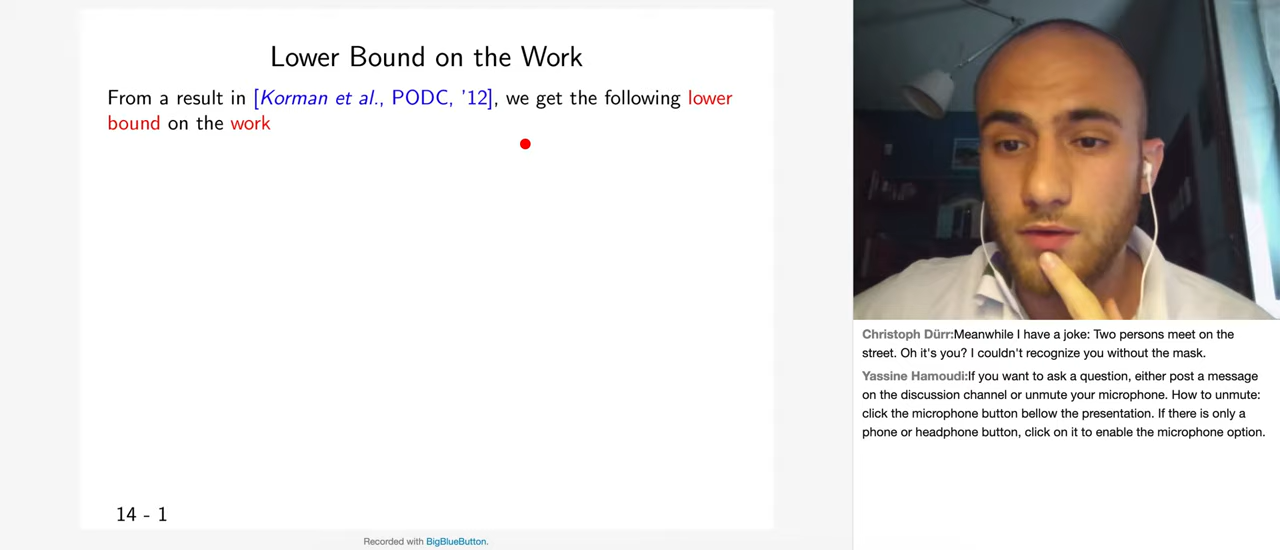 Lower Bound on the Work
From a result in [Korman et al., PODC, '12], we get the following lower
bound on the work
14 - 1
Recorded with BigBlueButton.
Christoph Dürr:Meanwhile I have a joke: Two persons meet on the
street. Oh it's you? I couldn't recognize you without the mask.
Yassine Hamoudi:If you want to ask a question, either post a message
on the discussion channel or unmute your microphone. How to unmute:
click the microphone button bellow the presentation. If there is only a
phone or headphone button, click on it to enable the microphone option.